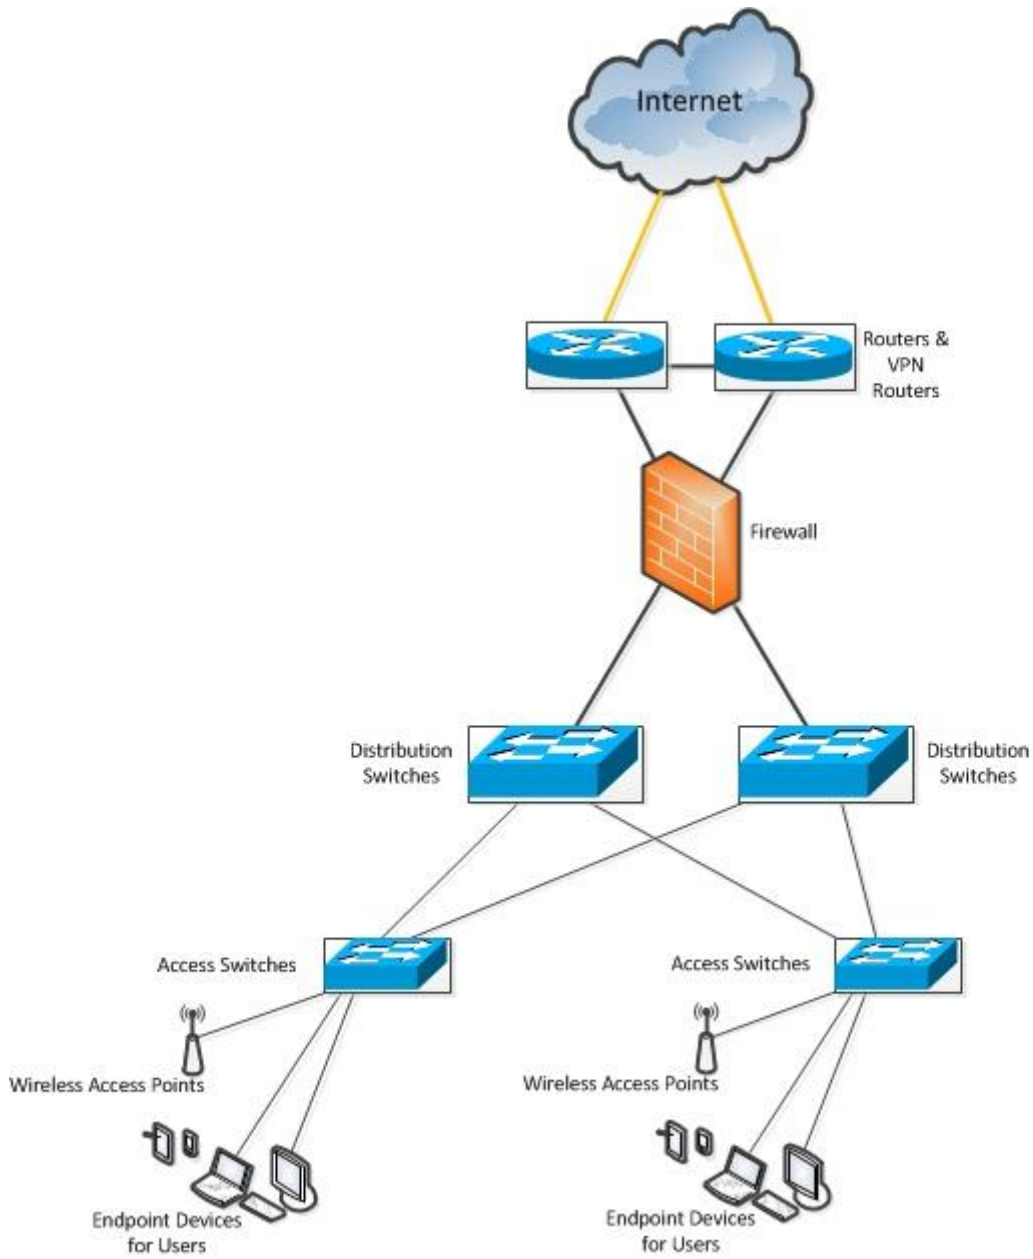 Internet
Routers &
VPN
Routers
Firewall
Distribution
Switches
Distribution
Switches
Access Switches
Access Switches
Wireless Access Points
Wireless Access Points
Endpoint Devices
for Users
Endpoint Devices
for Users